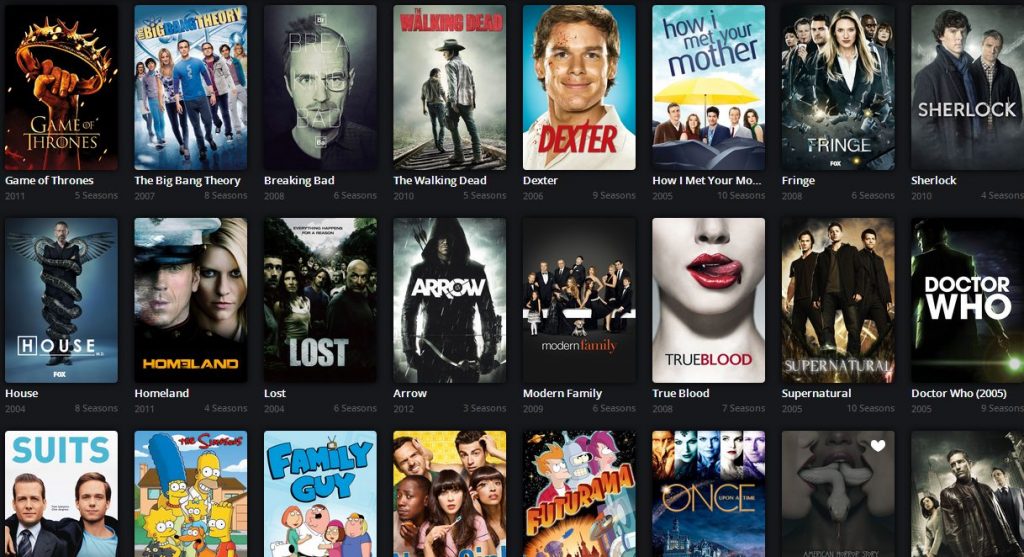 GAME OF
THRONES
THE BIG BANG THEORY
Br
BREA
BAD
Ba
THE
WALKING DEAD
DEXTER
how i
met your
mother
FRINGE
FOX
SHERLOCK
Game of Thrones
2011 5 Seasons
The Big Bang Theory
2007 8 Seasons
Breaking Bad
2008 6 Seasons
The Walking Dead
2010 5 Seasons
Dexter
2006 9 Seasons
How I Met Your Mo...
2005 10 Seasons
Fringe
2008 6 Seasons
Sherlock
2010 4 Seasons
HOUSE M.D.
FOX
HOMELAND
EVERYTHING HAPPENS
FOR A REASON
LOST
ARROW
modern family
TRUEBLOOD
SUPERNATURAL
DOCTOR
WHO
House
2004 8 Seasons
Homeland
2011 4 Seasons
Lost
2004 6 Seasons
Arrow
2012 3 Seasons
Modern Family
2009 6 Seasons
True Blood
2008 7 Seasons
Supernatural
2005 10 Seasons
Doctor Who (2005)
2005 9 Seasons
SUITS
THE SIMPSONS
FAMILY
GUY
FUTURAMA
ONCE
UPON A TIME
AMERICAN HORROR STORY